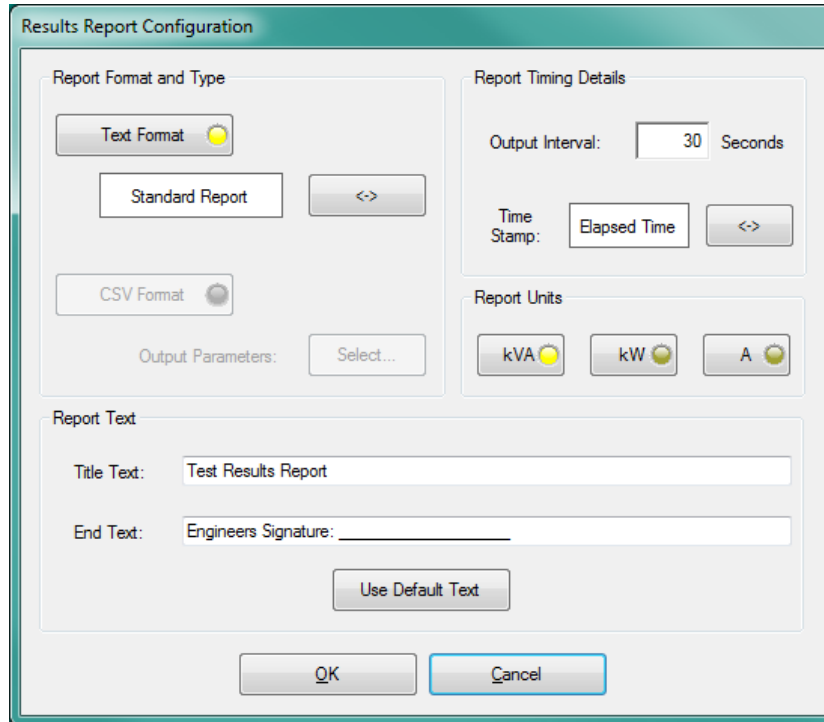 Results Report Configuration
Report Format and Type
Text Format
Standard Report
<->
CSV Format
Output Parameters:
Select...
Report Timing Details
Output Interval:
30
Seconds
Time
Stamp:
Elapsed Time
<->
Report Units
kVA
kW
A
Report Text
Title Text:
Test Results Report
End Text:
Engineers Signature: ____________________
Use Default Text
OK
Cancel